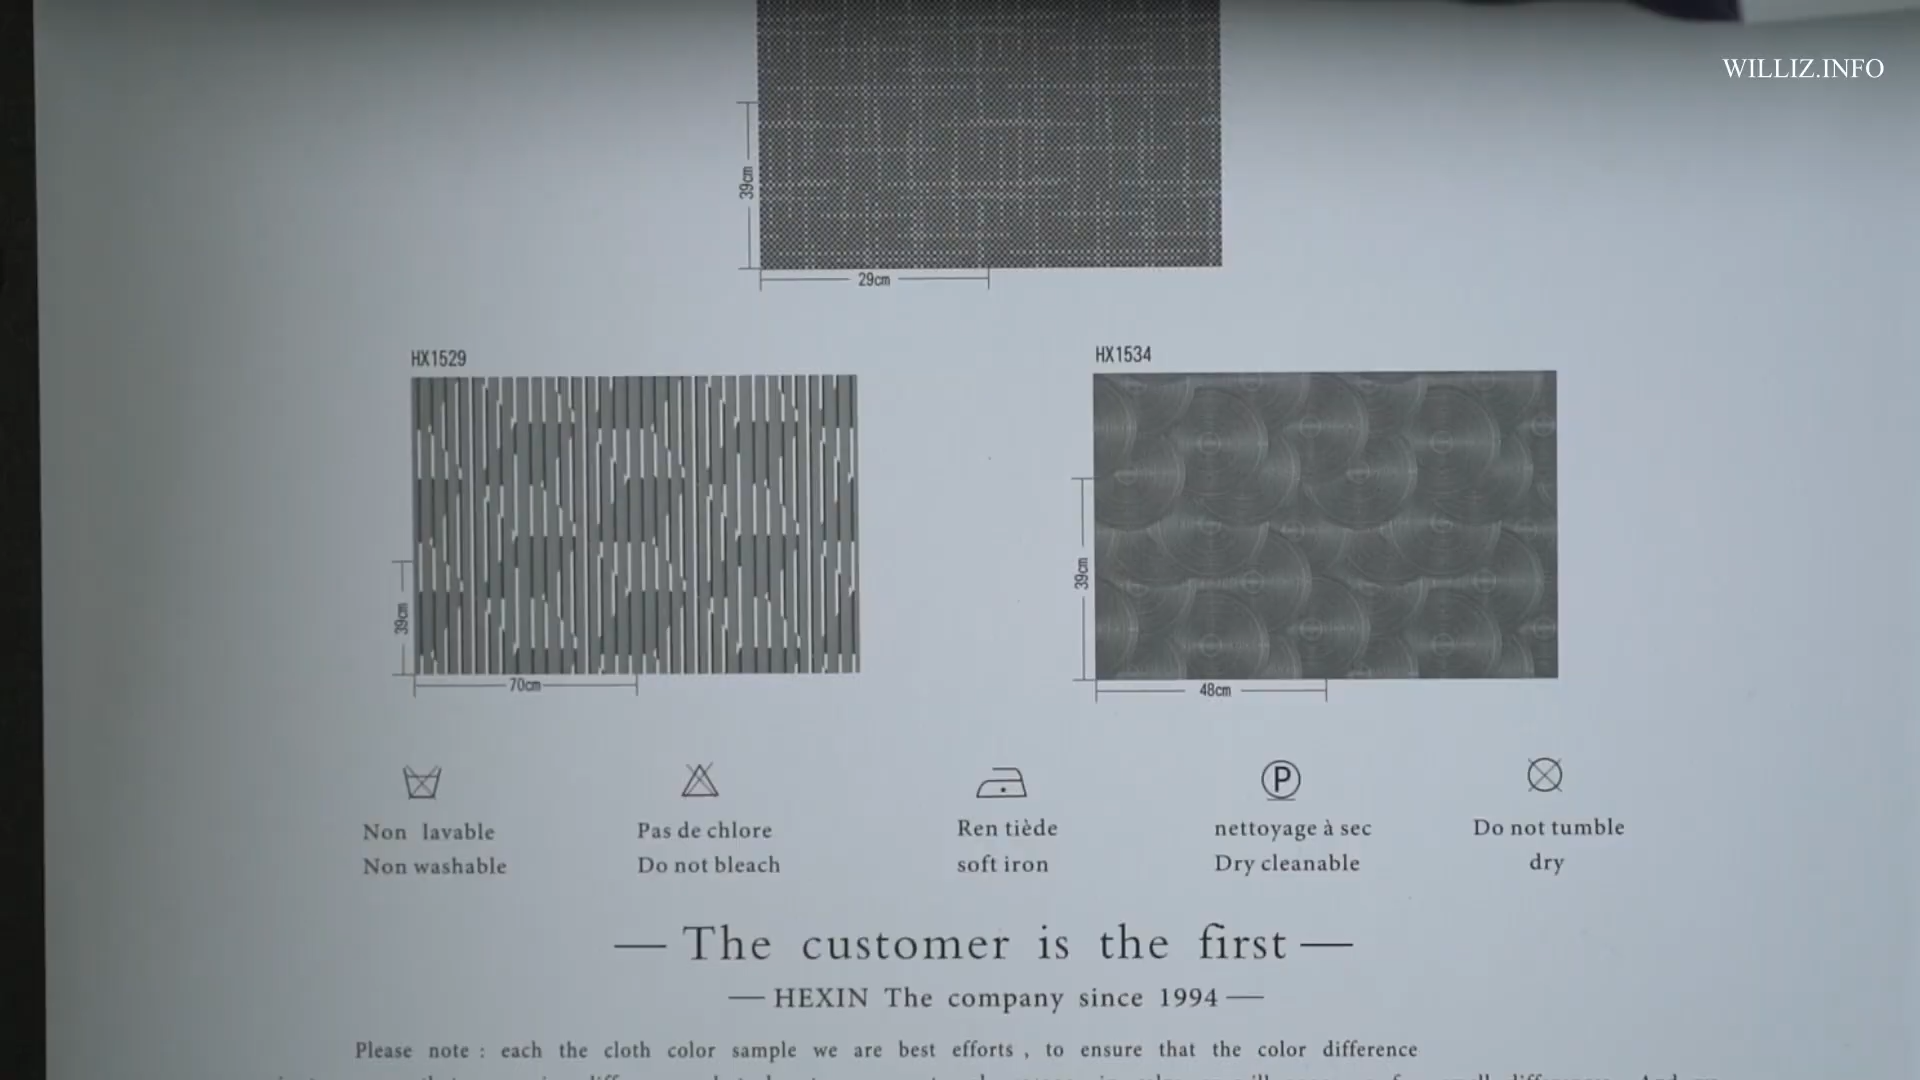 WILLIZ.INFO
39cm
29cm
HX1529
HX1534
39cm
39cm
70cm
48cm
P
Non lavable
Non washable
Pas de chlore
Do not bleach
Ren tiède
soft iron
nettoyage à sec
Dry cleanable
Do not tumble
dry
— The customer is the first —
— HEXIN The company since 1994 —
Please note : each the cloth color sample we are best efforts , to ensure that the color difference